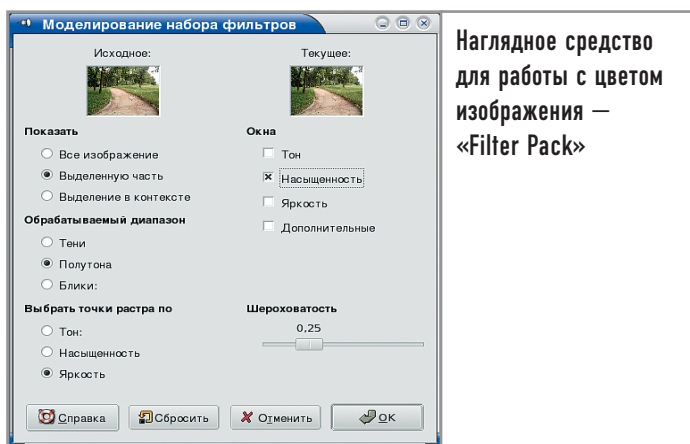 Моделирование набора фильтров
Исходное:
Текущее:
Показать
Все изображение
Выделенную часть
Выделение в контексте
Окна
Тон
Насыщенность
Яркость
Дополнительные
Обрабатываемый диапазон
Тени
Полутона
Блики:
Выбрать точки растра по
Тон:
Насыщенность
Яркость
Шероховатость
0,25
Справка
Сбросить
Отменить
OK
Наглядное средство
для работы с цветом
изображения —
«Filter Pack»